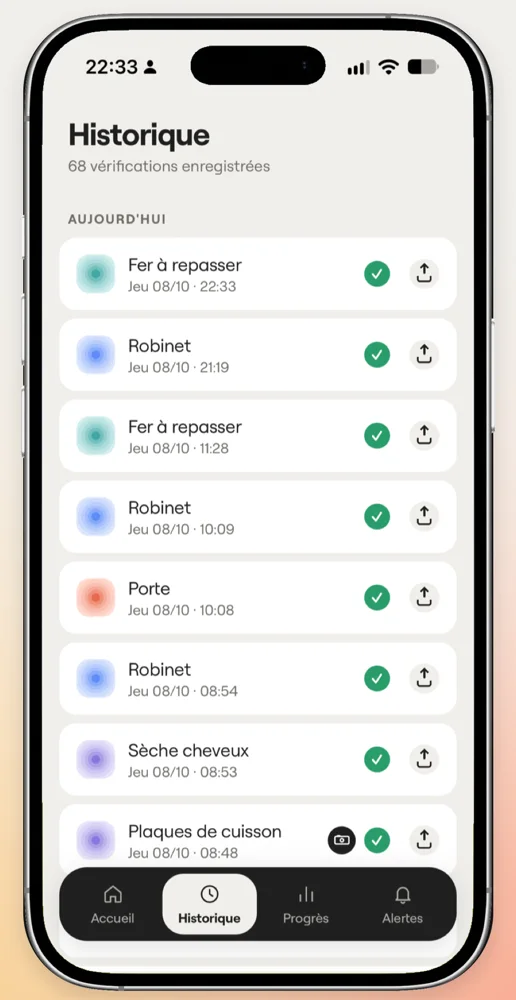 22:33
Historique
68 vérifications enregistrées
AUJOURD'HUI
Fer à repasser
Jeu 08/10 · 22:33
Robinet
Jeu 08/10 · 21:19
Fer à repasser
Jeu 08/10 · 11:28
Robinet
Jeu 08/10 · 10:09
Porte
Jeu 08/10 · 10:08
Robinet
Jeu 08/10 · 08:54
Sèche cheveux
Jeu 08/10 · 08:53
Plaques de cuisson
Jeu 08/10 · 08:48
Accueil
Historique
Progrès
Alertes